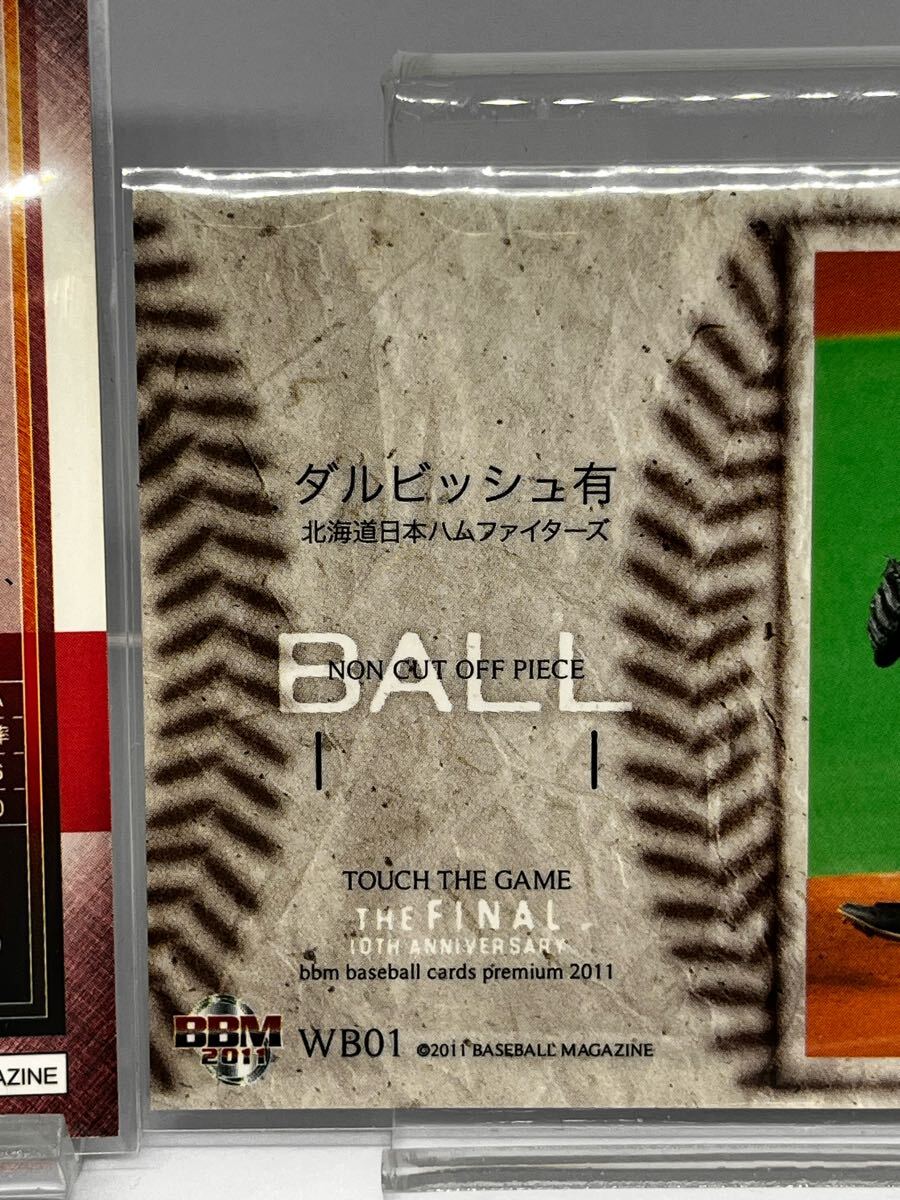 ダルビッシュ有
北海道日本ハムファイターズ
BALL
NON CUT OFF PIECE
TOUCH THE GAME
THE FINAL
10TH ANNIVERSARY
bbm baseball cards premium 2011
BBM
2011
WB01 ©2011 BASEBALL MAGAZINE
率
S
AZINE